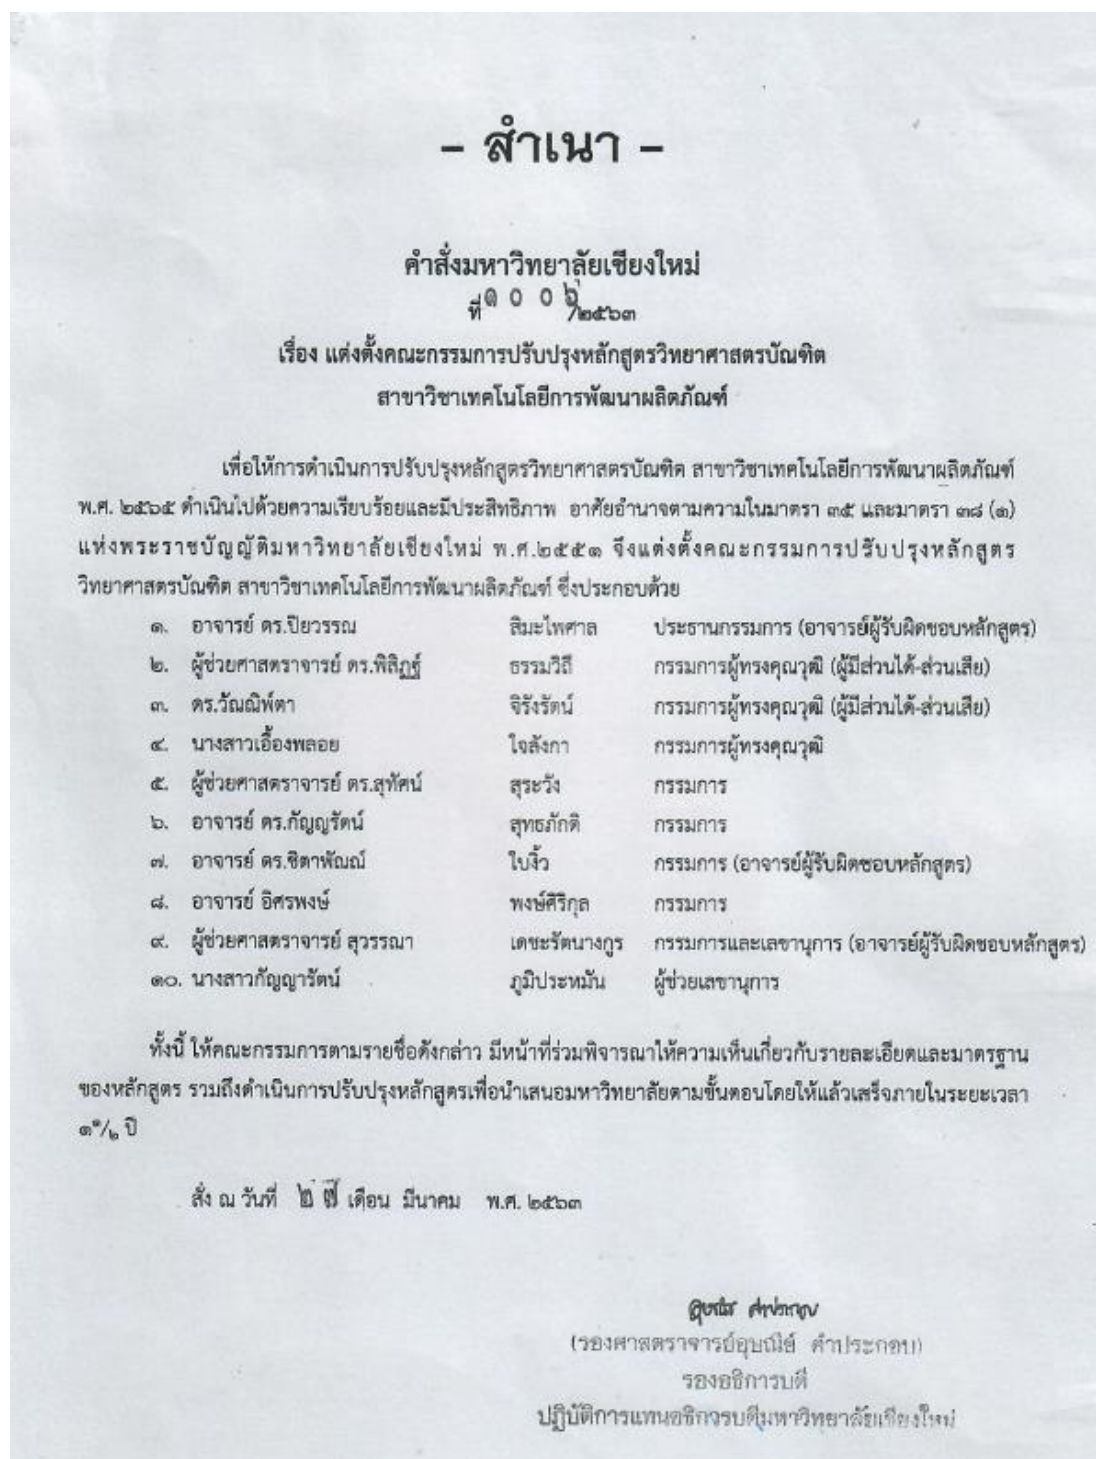 - สำเนา -
คำสั่งมหาวิทยาลัยเชียงใหม่
ที่ ๑๐๐๖/๒๕๖๓
เรื่อง แต่งตั้งคณะกรรมการปรับปรุงหลักสูตรวิทยาศาสตรบัณฑิต
สาขาวิชาเทคโนโลยีการพัฒนาผลิตภัณฑ์
เพื่อให้การดำเนินการปรับปรุงหลักสูตรวิทยาศาสตรบัณฑิต สาขาวิชาเทคโนโลยีการพัฒนาผลิตภัณฑ์
พ.ศ. ๒๕๖๕ ดำเนินไปด้วยความเรียบร้อยและมีประสิทธิภาพ อาศัยอำนาจตามความในมาตรา ๓๕ และมาตรา ๓๘ (๑)
แห่งพระราชบัญญัติมหาวิทยาลัยเชียงใหม่ พ.ศ.๒๕๕๑ จึงแต่งตั้งคณะกรรมการปรับปรุงหลักสูตร
วิทยาศาสตรบัณฑิต สาขาวิชาเทคโนโลยีการพัฒนาผลิตภัณฑ์ ซึ่งประกอบด้วย
๑. อาจารย์ ดร.ปิยวรรณ สิมะไพศาล ประธานกรรมการ (อาจารย์ผู้รับผิดชอบหลักสูตร)
๒. ผู้ช่วยศาสตราจารย์ ดร.พิสิฏฐ์ ธรรมวิถี กรรมการผู้ทรงคุณวุฒิ (ผู้มีส่วนได้-ส่วนเสีย)
๓. ดร.วัณณิพ์ตา จิรังรัตน์ กรรมการผู้ทรงคุณวุฒิ (ผู้มีส่วนได้-ส่วนเสีย)
๔. นางสาวเอื้องพลอย ใจลังกา กรรมการผู้ทรงคุณวุฒิ
๕. ผู้ช่วยศาสตราจารย์ ดร.สุทัศน์ สุระวัง กรรมการ
๖. อาจารย์ ดร.กัญญรัตน์ สุทธภักติ กรรมการ
๗. อาจารย์ ดร.ชิตาพัณณ์ ใบงิ้ว กรรมการ (อาจารย์ผู้รับผิดชอบหลักสูตร)
๘. อาจารย์ อิศรพงษ์ พงษ์ศิริกุล กรรมการ
๙. ผู้ช่วยศาสตราจารย์ สุวรรณา เดชะรัตนางกูร กรรมการและเลขานุการ (อาจารย์ผู้รับผิดชอบหลักสูตร)
๑๐. นางสาวกัญญารัตน์ ภูมิประหมัน ผู้ช่วยเลขานุการ
ทั้งนี้ ให้คณะกรรมการตามรายชื่อดังกล่าว มีหน้าที่ร่วมพิจารณาให้ความเห็นเกี่ยวกับรายละเอียดและมาตรฐาน
ของหลักสูตร รวมถึงดำเนินการปรับปรุงหลักสูตรเพื่อนำเสนอมหาวิทยาลัยตามขั้นตอนโดยให้แล้วเสร็จภายในระยะเวลา
๑ ๑/๒ ปี
สั่ง ณ วันที่ ๒๗ เดือน มีนาคม พ.ศ. ๒๕๖๓
(รองศาสตราจารย์อุษณีย์ คำประกอบ)
รองอธิการบดี
ปฏิบัติการแทนอธิการบดีมหาวิทยาลัยเชียงใหม่